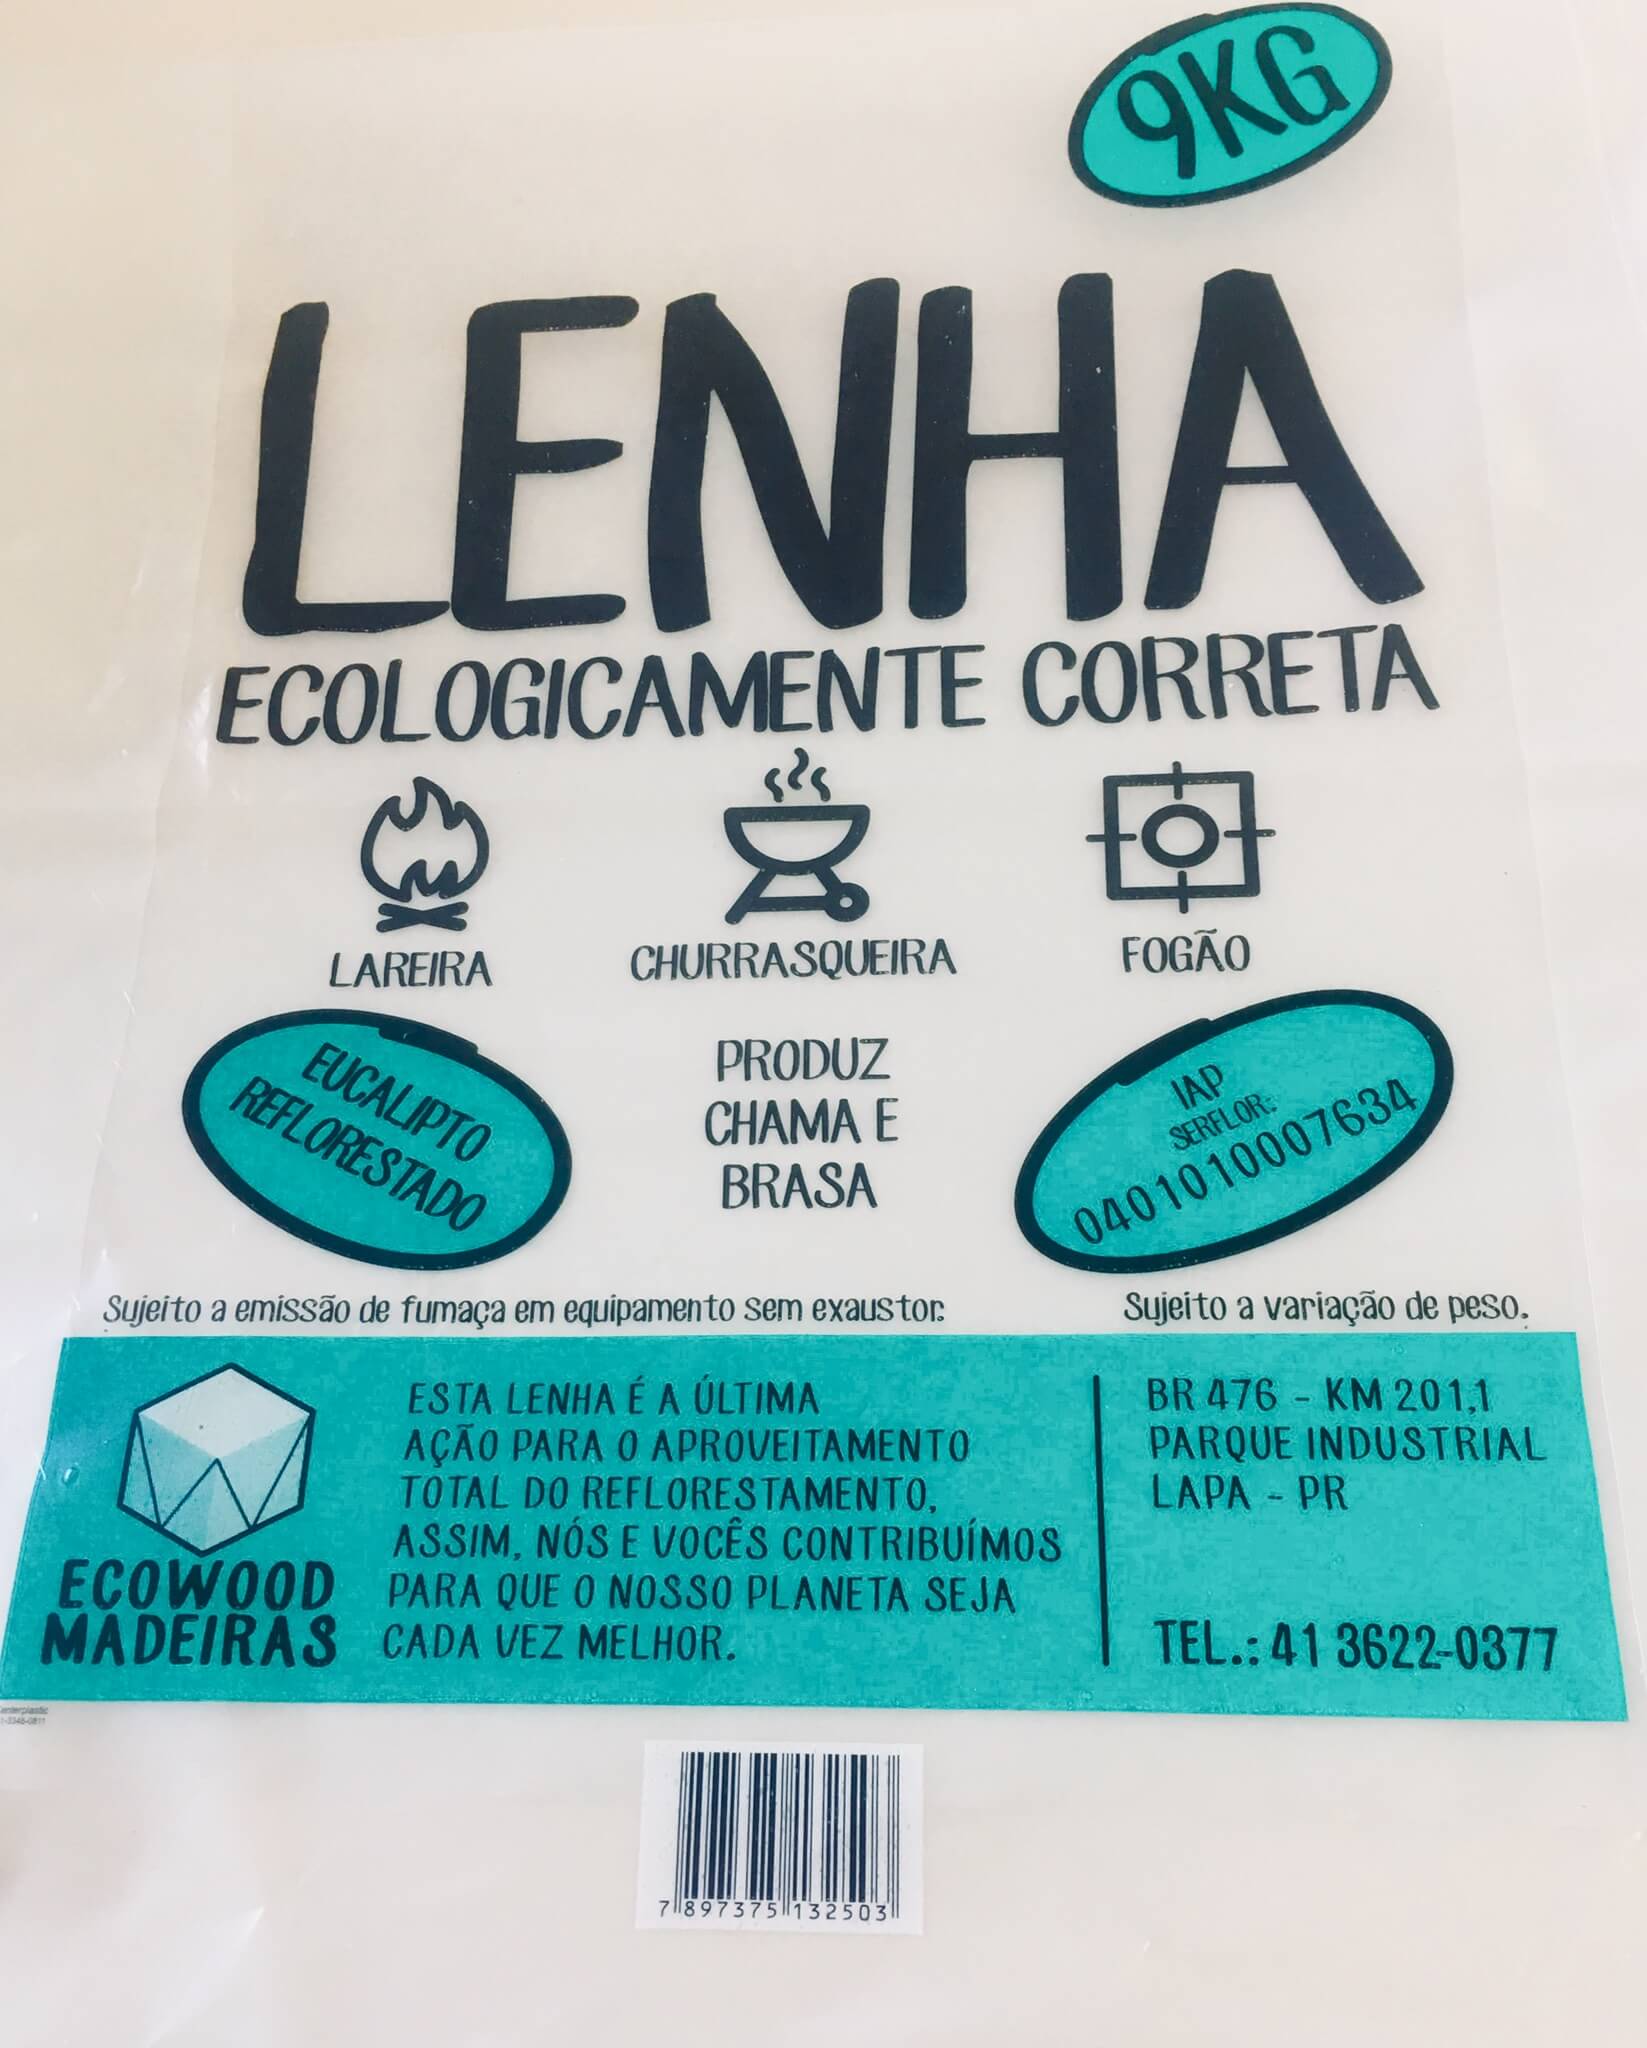 9KG
LENHA
ECOLOGICAMENTE CORRETA
LAREIRA
CHURRASQUEIRA
FOGÃO
EUCALIPTO
REFLORESTADO
PRODUZ
CHAMA E
BRASA
IAP
SERFLOR:
0401010007634
Sujeito a emissão de fumaça em equipamento sem exaustor.
Sujeito a variação de peso.
ECOWOOD
MADEIRAS
ESTA LENHA É A ÚLTIMA
AÇÃO PARA O APROVEITAMENTO
TOTAL DO REFLORESTAMENTO,
ASSIM, NÓS E VOCÊS CONTRIBUÍMOS
PARA QUE O NOSSO PLANETA SEJA
CADA VEZ MELHOR.
BR 476 - KM 201,1
PARQUE INDUSTRIAL
LAPA - PR
TEL.: 41 3622-0377
7 897375 132503